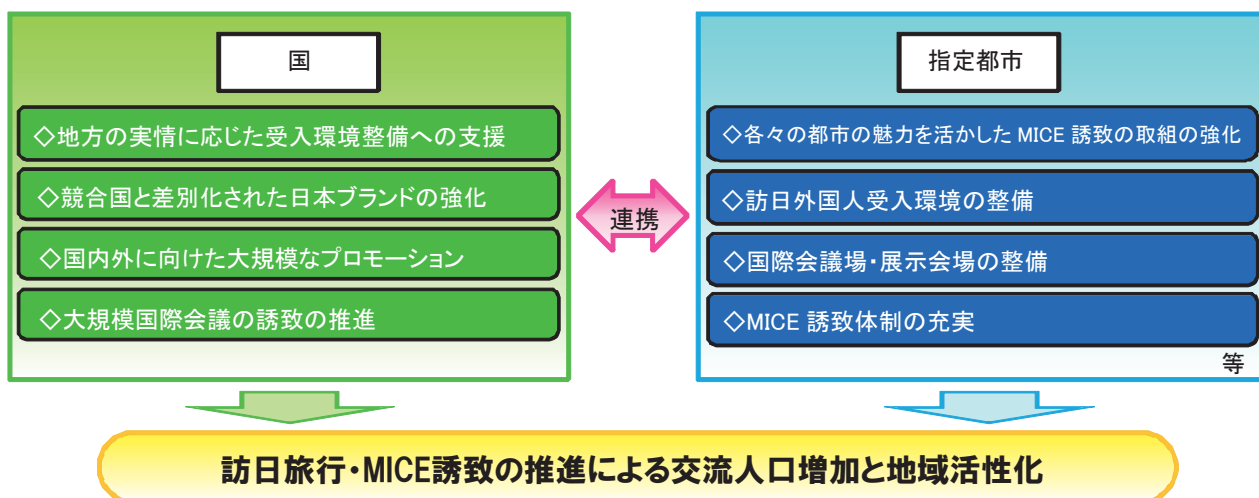 国
◇地方の実情に応じた受入環境整備への支援
◇競合国と差別化された日本ブランドの強化
◇国内外に向けた大規模なプロモーション
◇大規模国際会議の誘致の推進
連携
指定都市
◇各々の都市の魅力を活かした MICE 誘致の取組の強化
◇訪日外国人受入環境の整備
◇国際会議場・展示会場の整備
◇MICE 誘致体制の充実
等
訪日旅行・MICE誘致の推進による交流人口増加と地域活性化